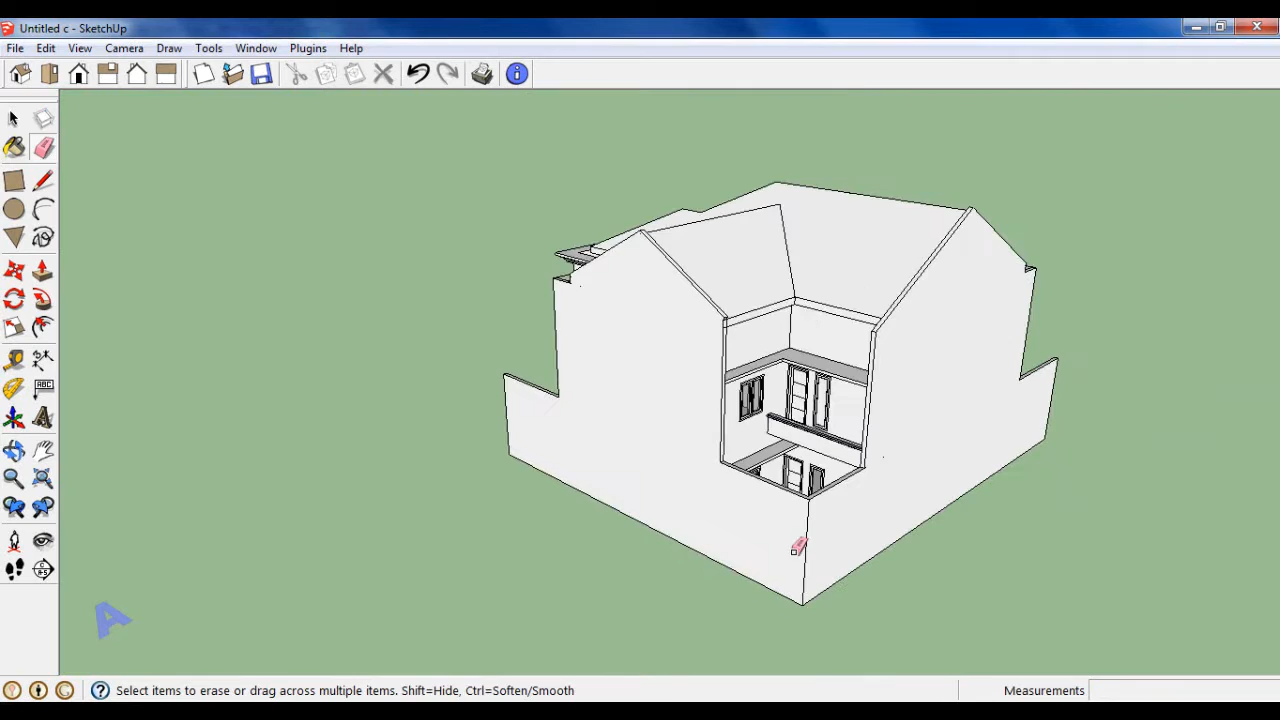 Untitled c - SketchUp
File Edit View Camera Draw Tools Window Plugins Help
ABC
A
Select items to erase or drag across multiple items. Shift=Hide, Ctrl=Soften/Smooth
Measurements